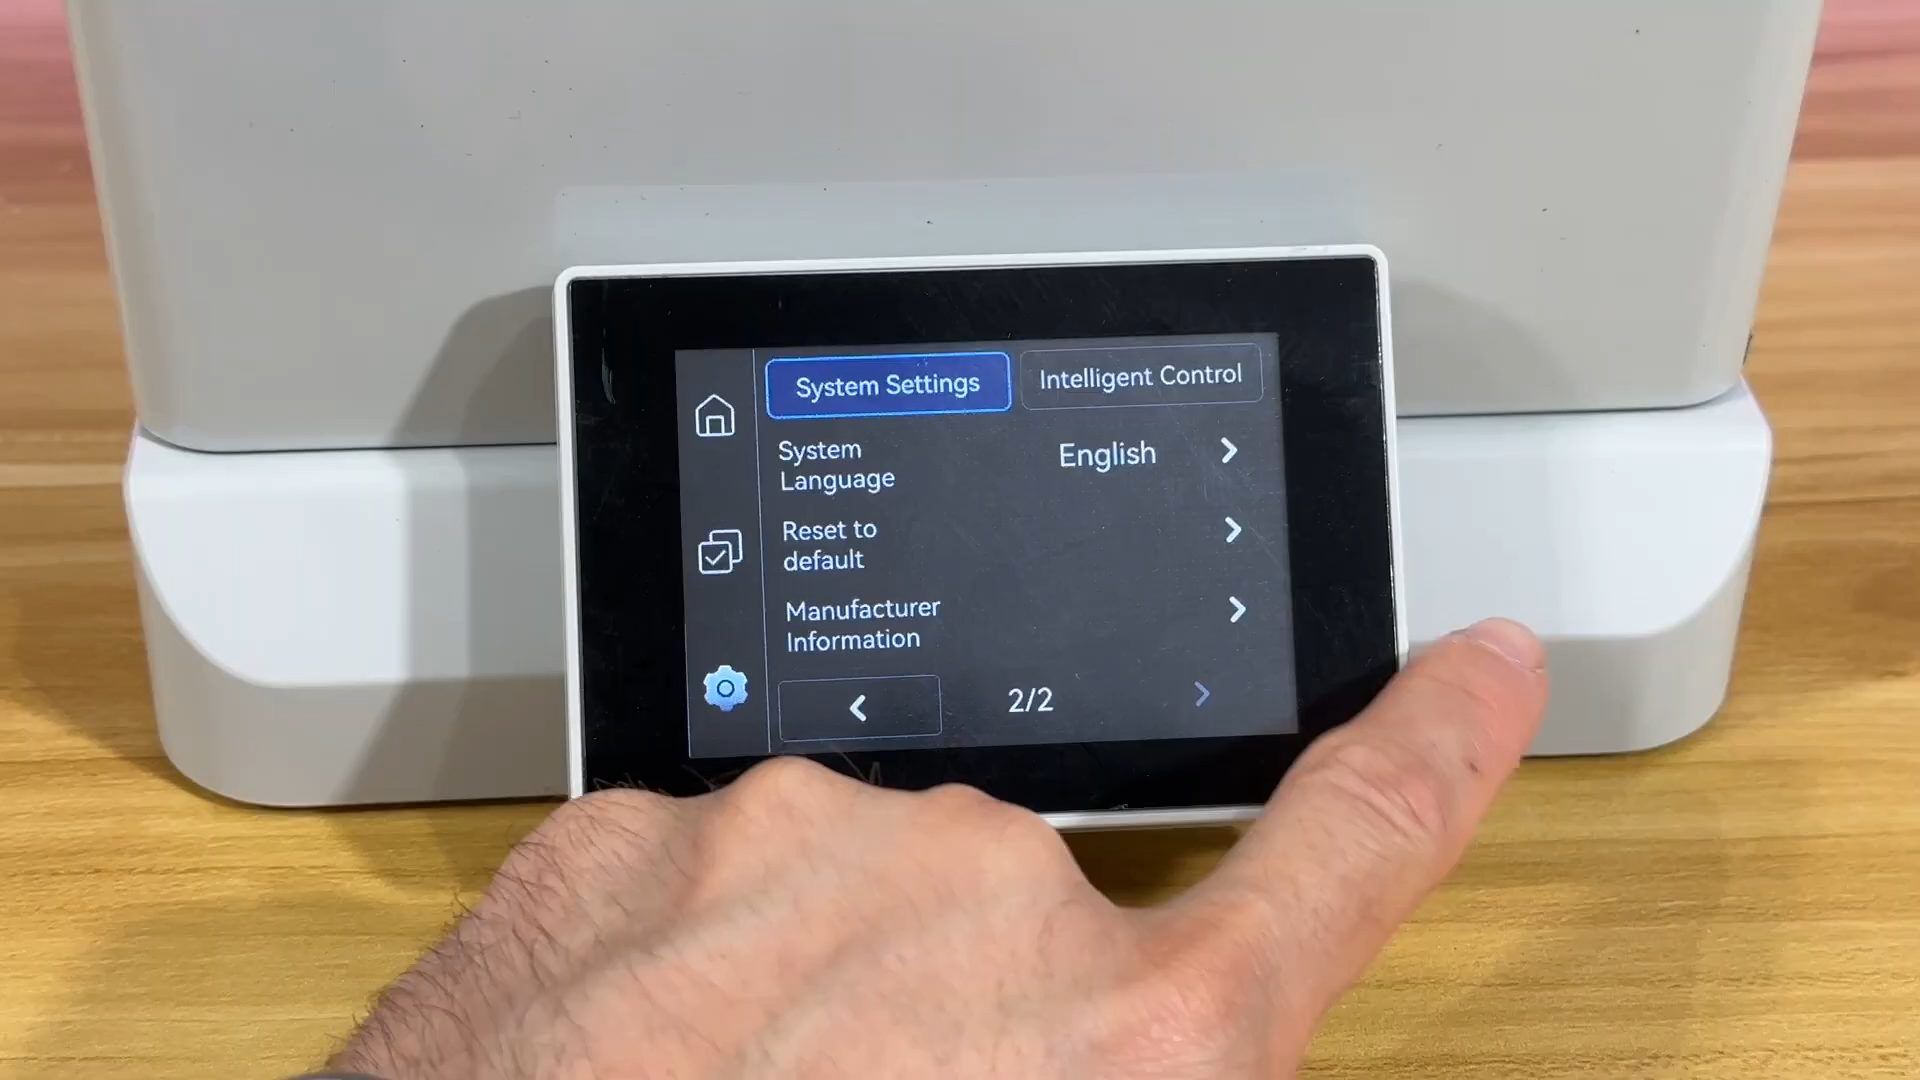 System Settings
Intelligent Control
System
Language
English
Reset to
default
Manufacturer
Information
2/2